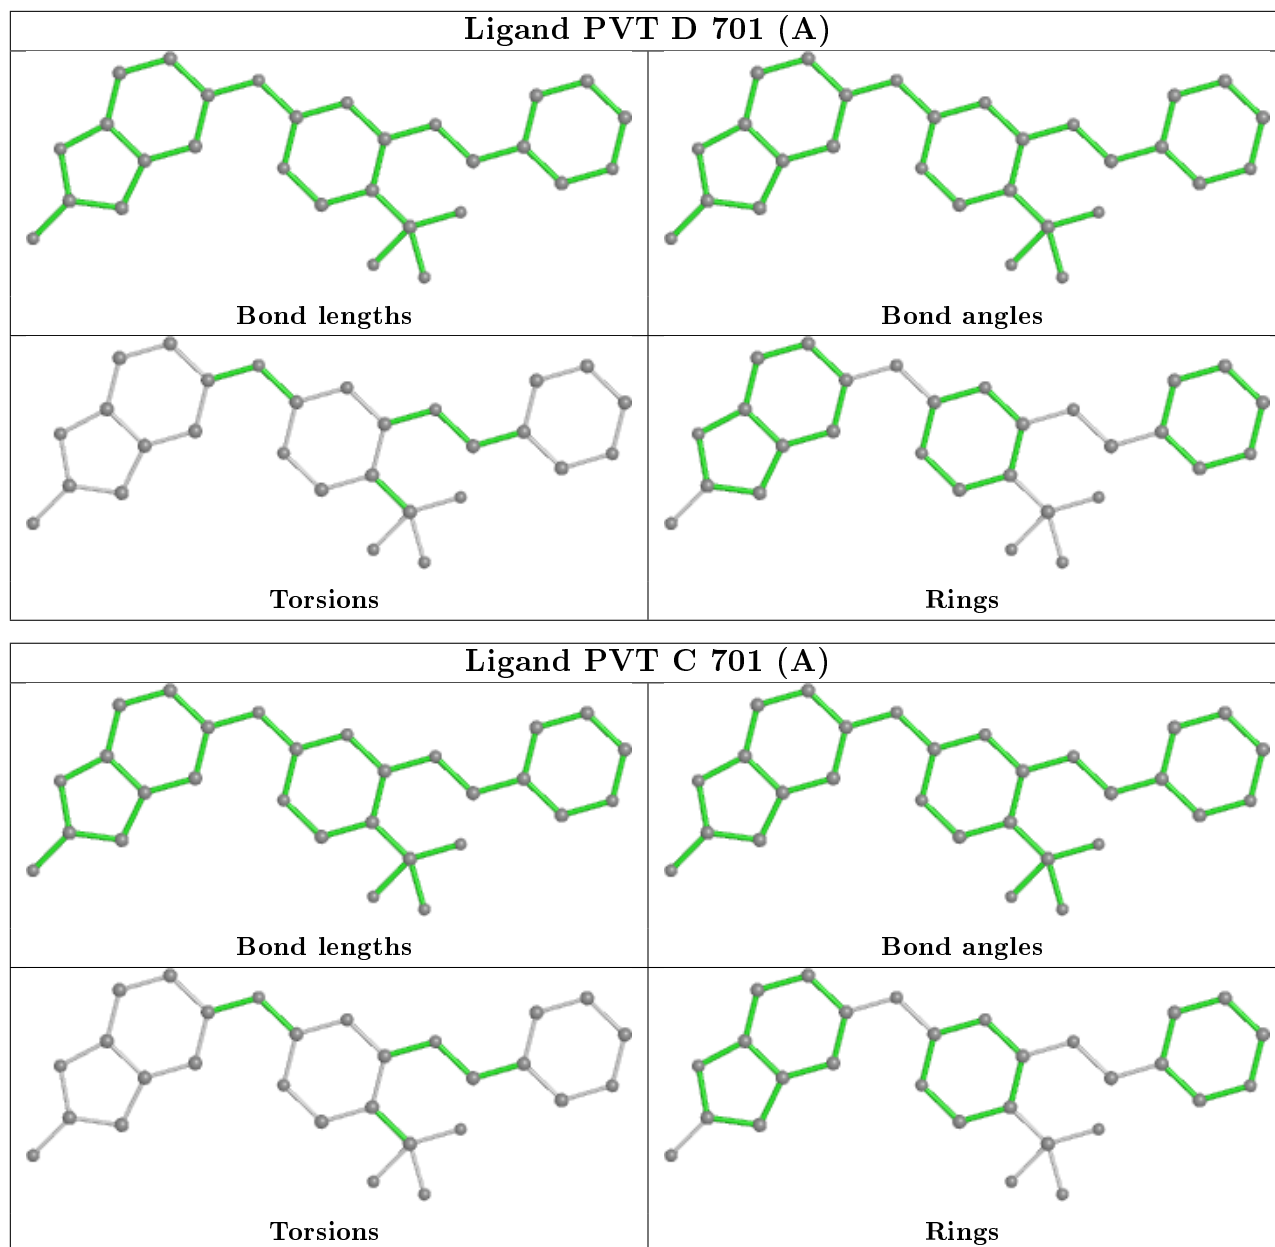 Ligand PVT D 701 (A)
Bond lengths
Bond angles
Torsions
Rings
Ligand PVT C 701 (A)
Bond lengths
Bond angles
Torsions
Rings